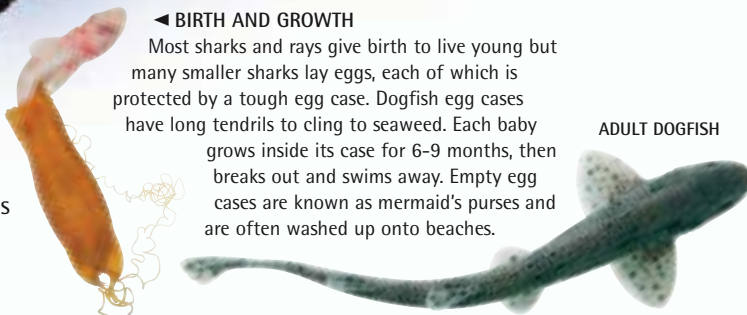 ◄ BIRTH AND GROWTH
Most sharks and rays give birth to live young but
many smaller sharks lay eggs, each of which is
protected by a tough egg case. Dogfish egg cases
have long tendrils to cling to seaweed. Each baby
grows inside its case for 6-9 months, then
breaks out and swims away. Empty egg
cases are known as mermaid's purses and
are often washed up onto beaches.
ADULT DOGFISH
S